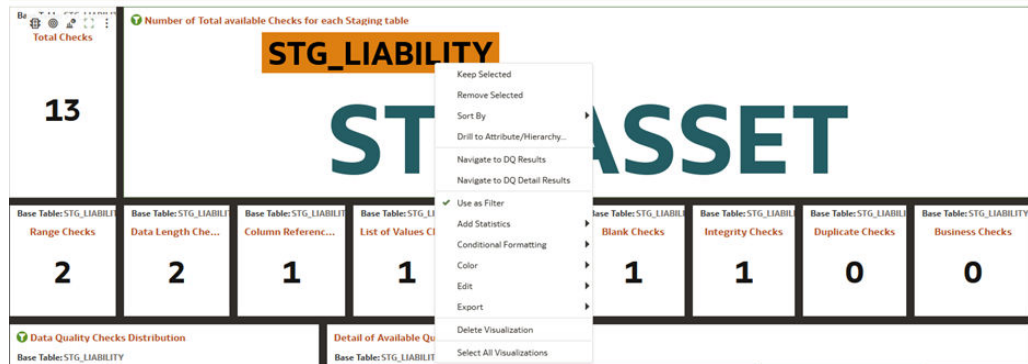 Total Checks
13
Number of Total available Checks for each Staging table
STG_LIABILITY
ASSET
Keep Selected
Remove Selected
Sort By
Drill to Attribute/Hierarchy...
Navigate to DQ Results
Navigate to DQ Detail Results
Use as Filter
Add Statistics
Conditional Formatting
Color
Edit
Export
Delete Visualization
Select All Visualizations
Base Table: STG_LIABILIT
Range Checks
2
Base Table: STG_LIABILIT
Data Length Che...
2
Base Table: STG_LIABILIT
Column Referenc...
1
Base Table: STG_L
List of Values C
1
Base Table: STG_LIABILIT
Blank Checks
1
Base Table: STG_LIABILIT
Integrity Checks
1
Base Table: STG_LIABILIT
Duplicate Checks
0
Base Table: STG_LIABILITY
Business Checks
0
Data Quality Checks Distribution
Base Table: STG_LIABILITY
Detail of Available Qu
Base Table: STG_LIABILIT